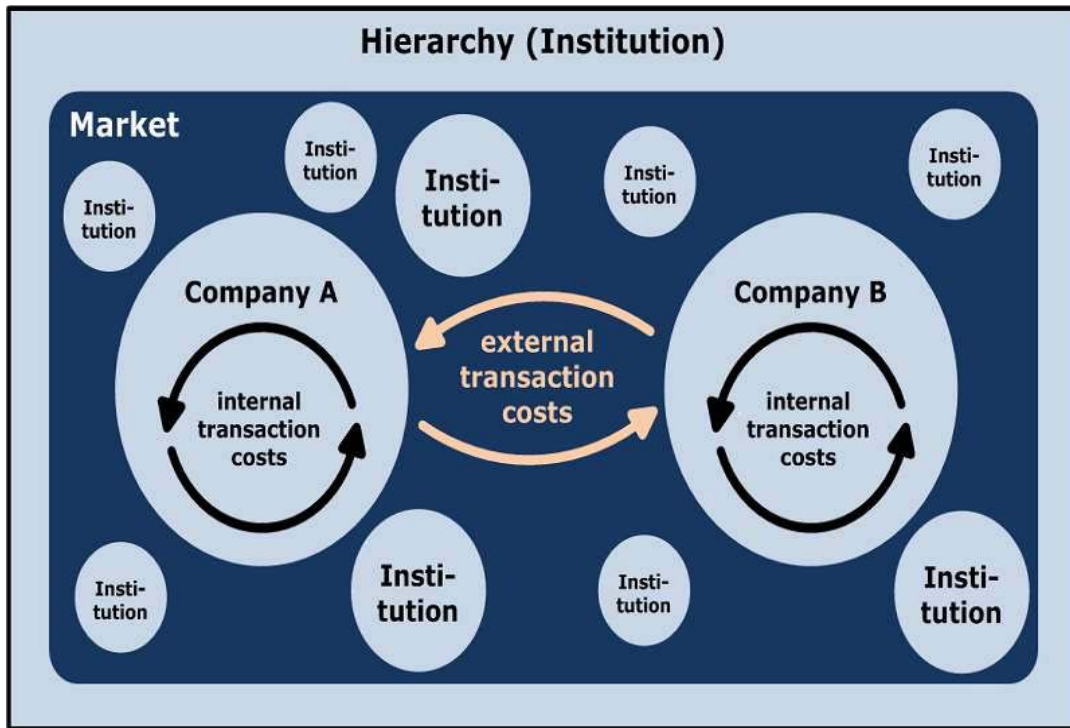 Hierarchy (Institution)
Market
Insti-
tution
Insti-
tution
Insti-
tution
Insti-
tution
Insti-
tution
Company A
internal
transaction
costs
external
transaction
costs
Company B
internal
transaction
costs
Insti-
tution
Insti-
tution
Insti-
tution
Insti-
tution